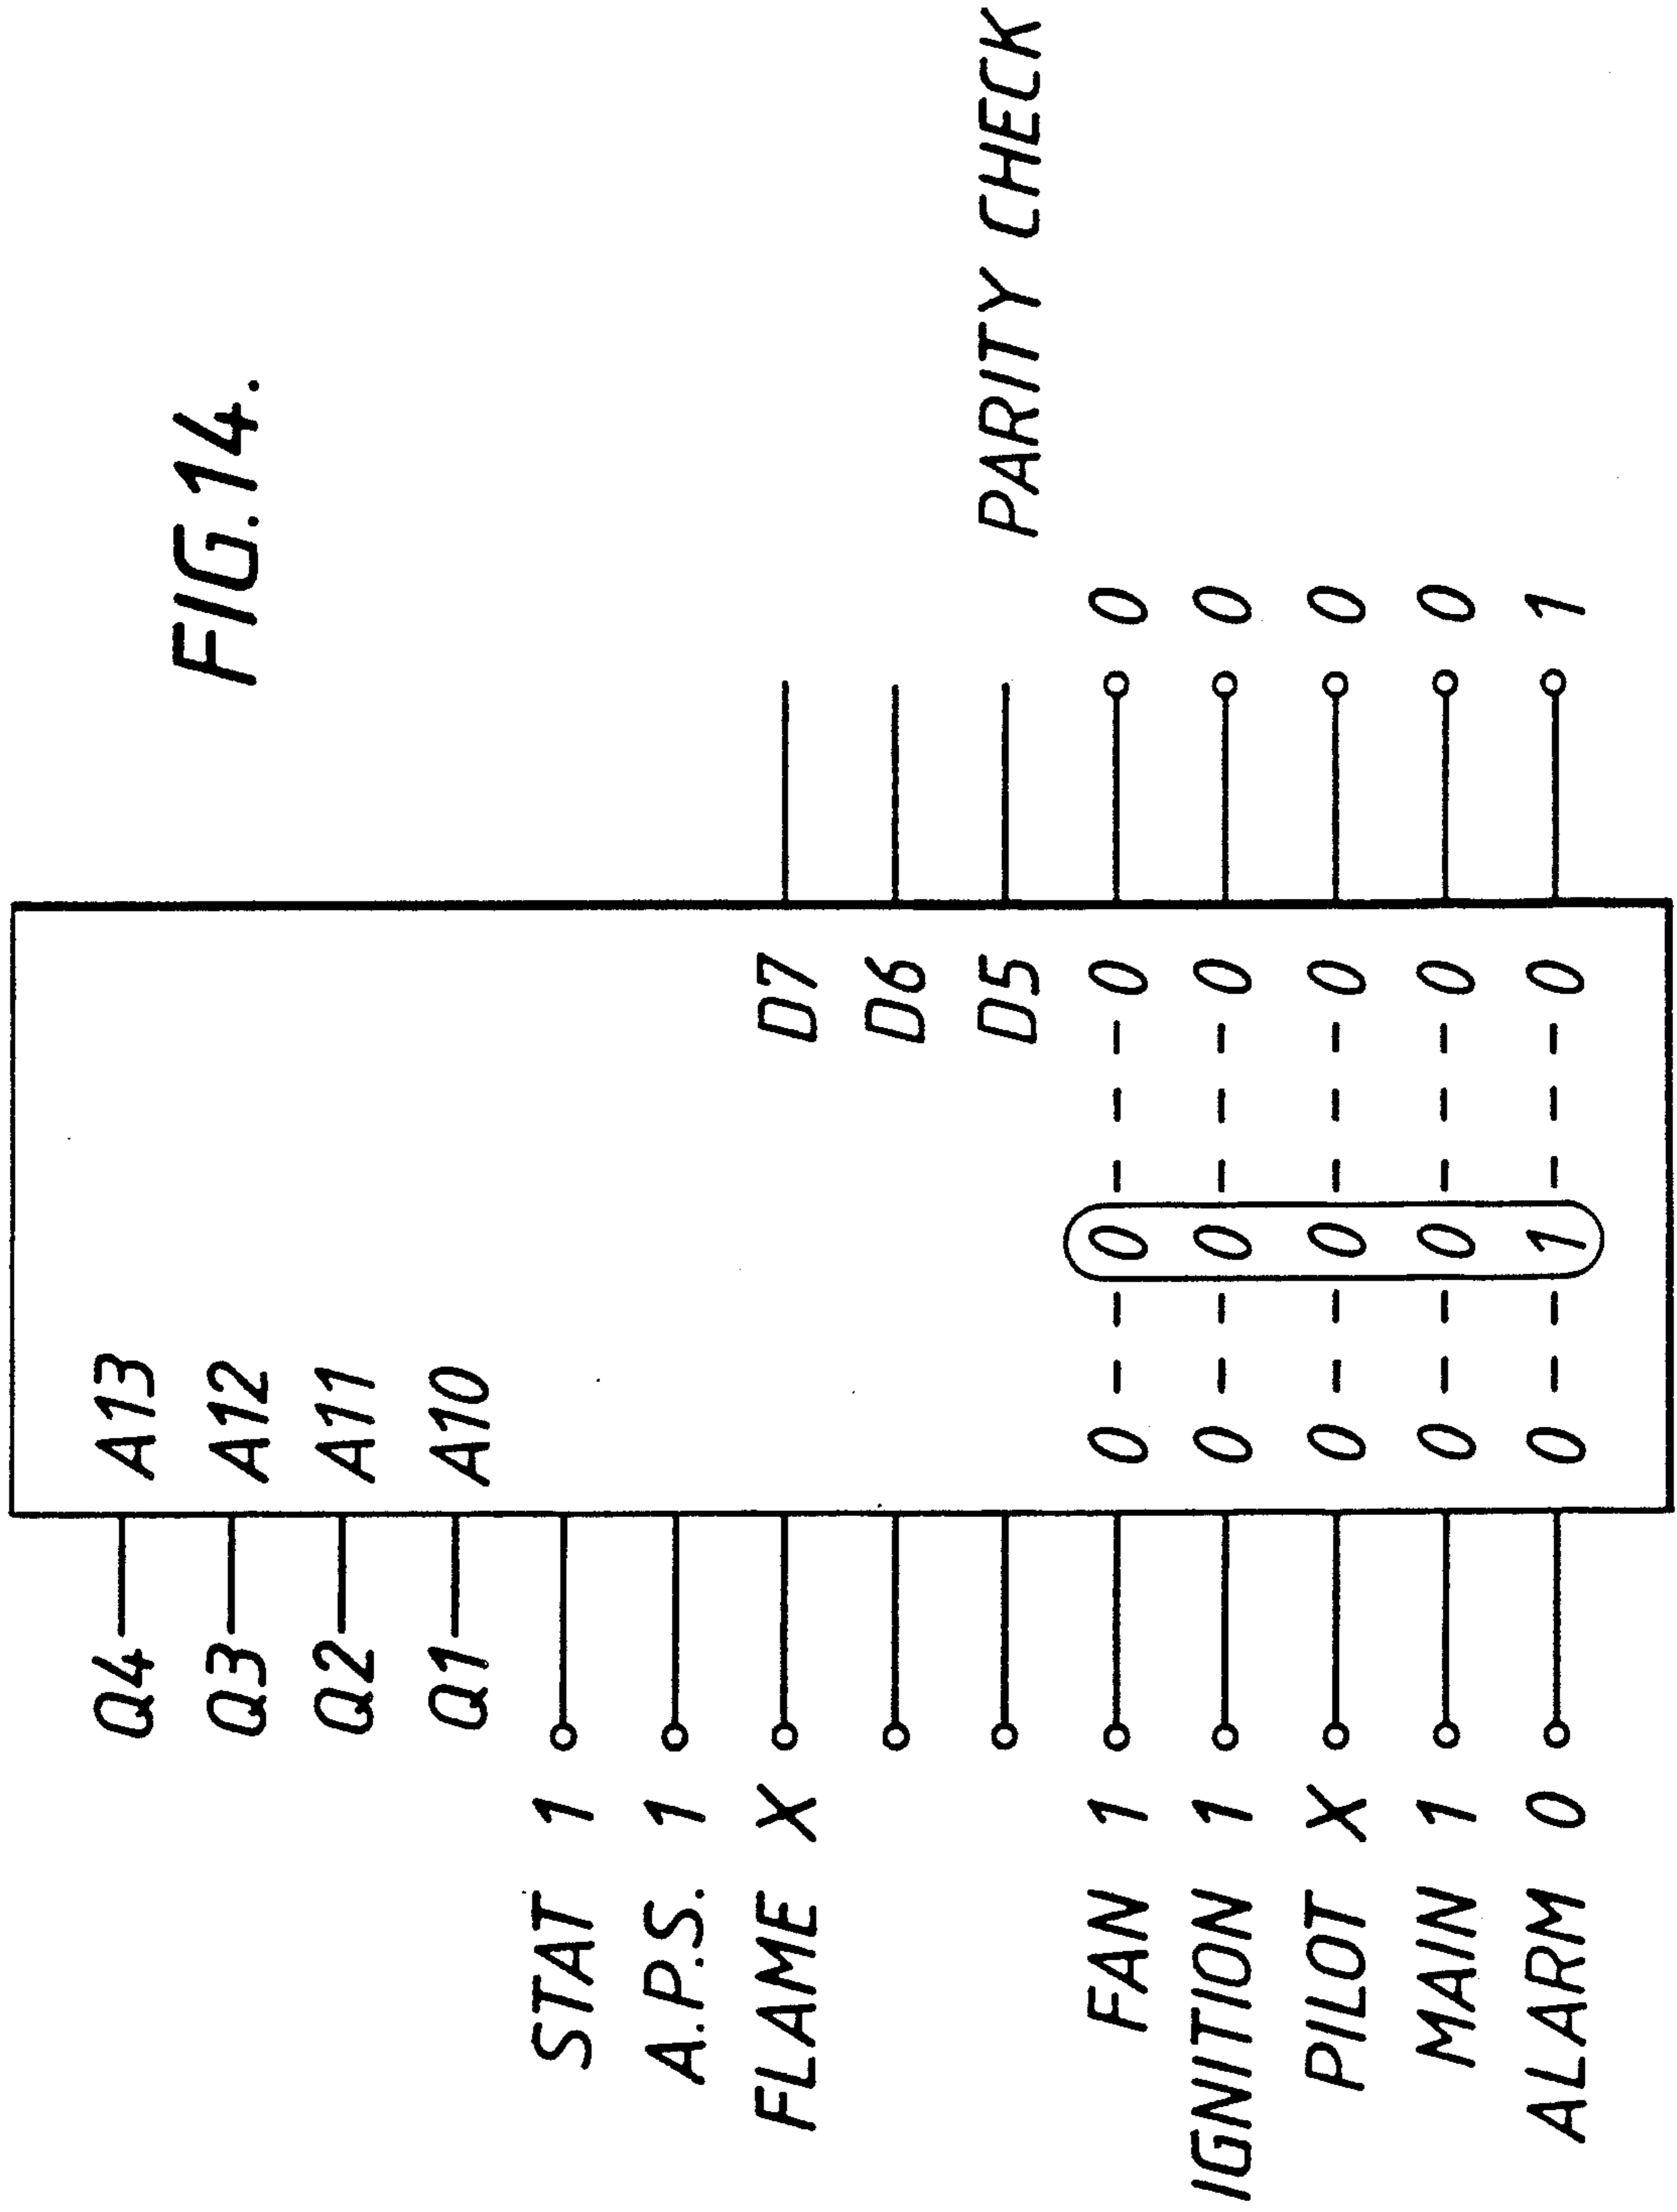 FIG.14.
Q4 A13
Q3 A12
Q2 A11
Q1 A10
STAT 1
A.P.S. 1
FLAME X D7
D6
D5 PARITY CHECK
FAN 1 0 – – 0 – – – 0 0
IGNITION 1 0 – – 0 – – – 0 0
PILOT X 0 – – 0 – – – 0 0
MAIN 1 0 – – 0 – – – 0 0
ALARM 0 0 – – 1 – – – 0 1